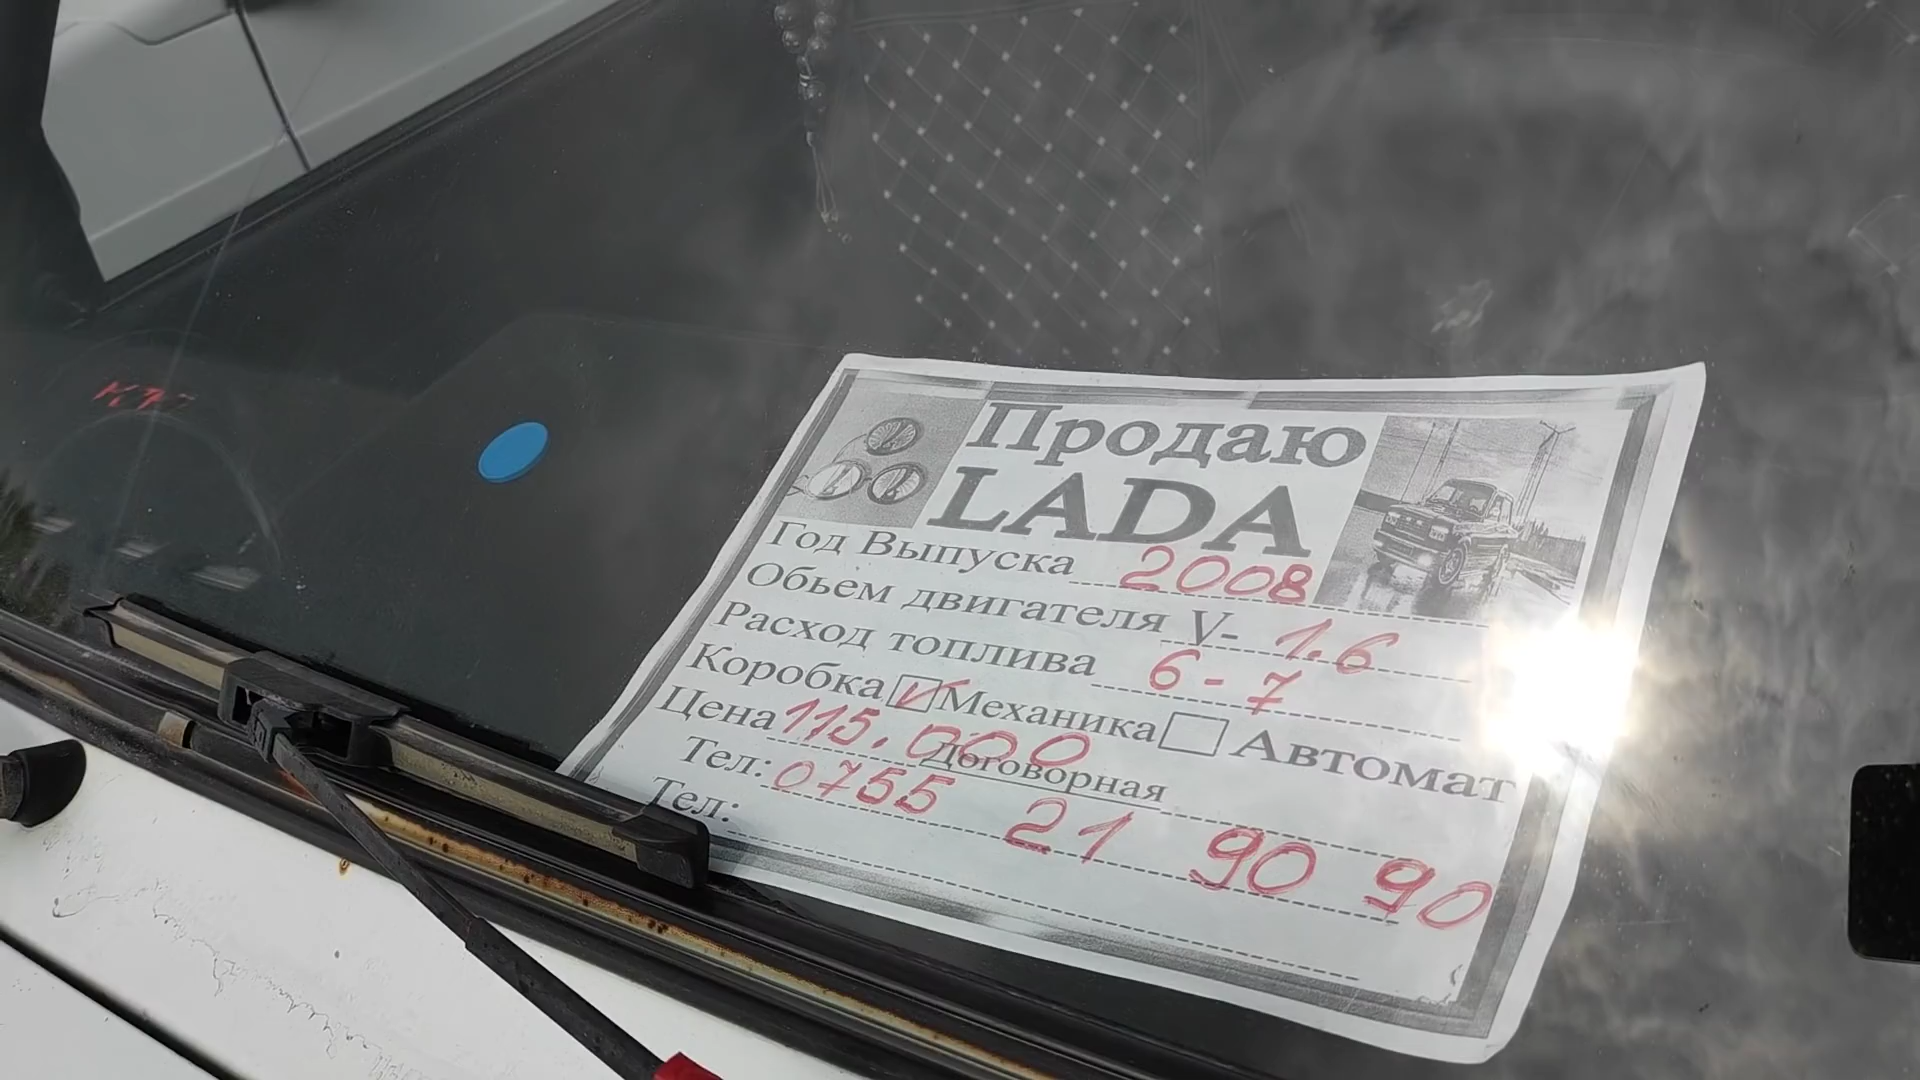 Продаю
LADA
Год Выпуска 2008
Обьем двигателя V- 1.6
Расход топлива 6 - 7
Коробка Механика Автомат
Цена 115.000 Договорная
Тел: 0755 21 90 90
Тел: